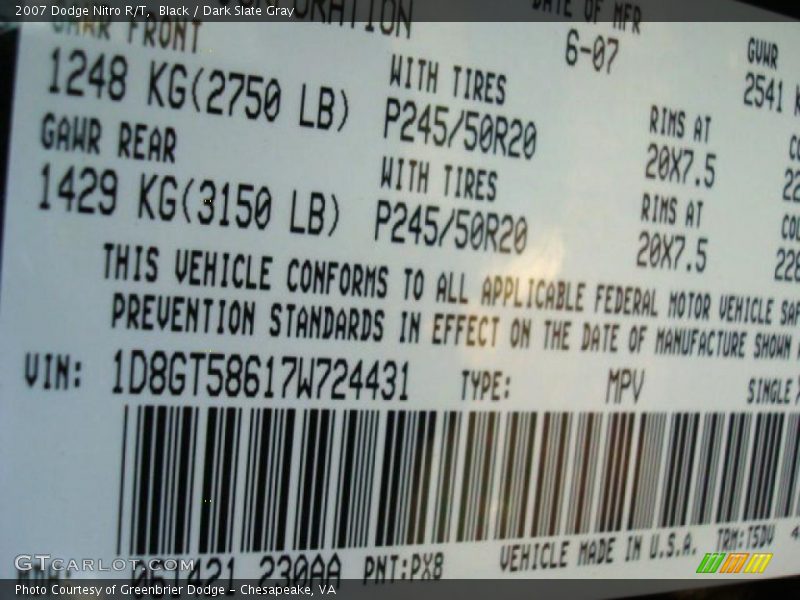 2007 Dodge Nitro R/T, Black / Dark Slate Gray
DATE OF MFR
GAWR FRONT
6-07
GVWR
1248 KG(2750 LB) WITH TIRES
2541
P245/50R20 RIMS AT
GAWR REAR
20X7.5
1429 KG(3150 LB) WITH TIRES
P245/50R20 RIMS AT
20X7.5
THIS VEHICLE CONFORMS TO ALL APPLICABLE FEDERAL MOTOR VEHICLE
PREVENTION STANDARDS IN EFFECT ON THE DATE OF MANUFACTURE SHOWN
VIN: 1D8GT58617W724431 TYPE: MPV SINGLE
VEHICLE MADE IN U.S.A. TRM:T5DV
230AA PNT:PX8
GTCARLOT.COM
Photo Courtesy of Greenbrier Dodge – Chesapeake, VA